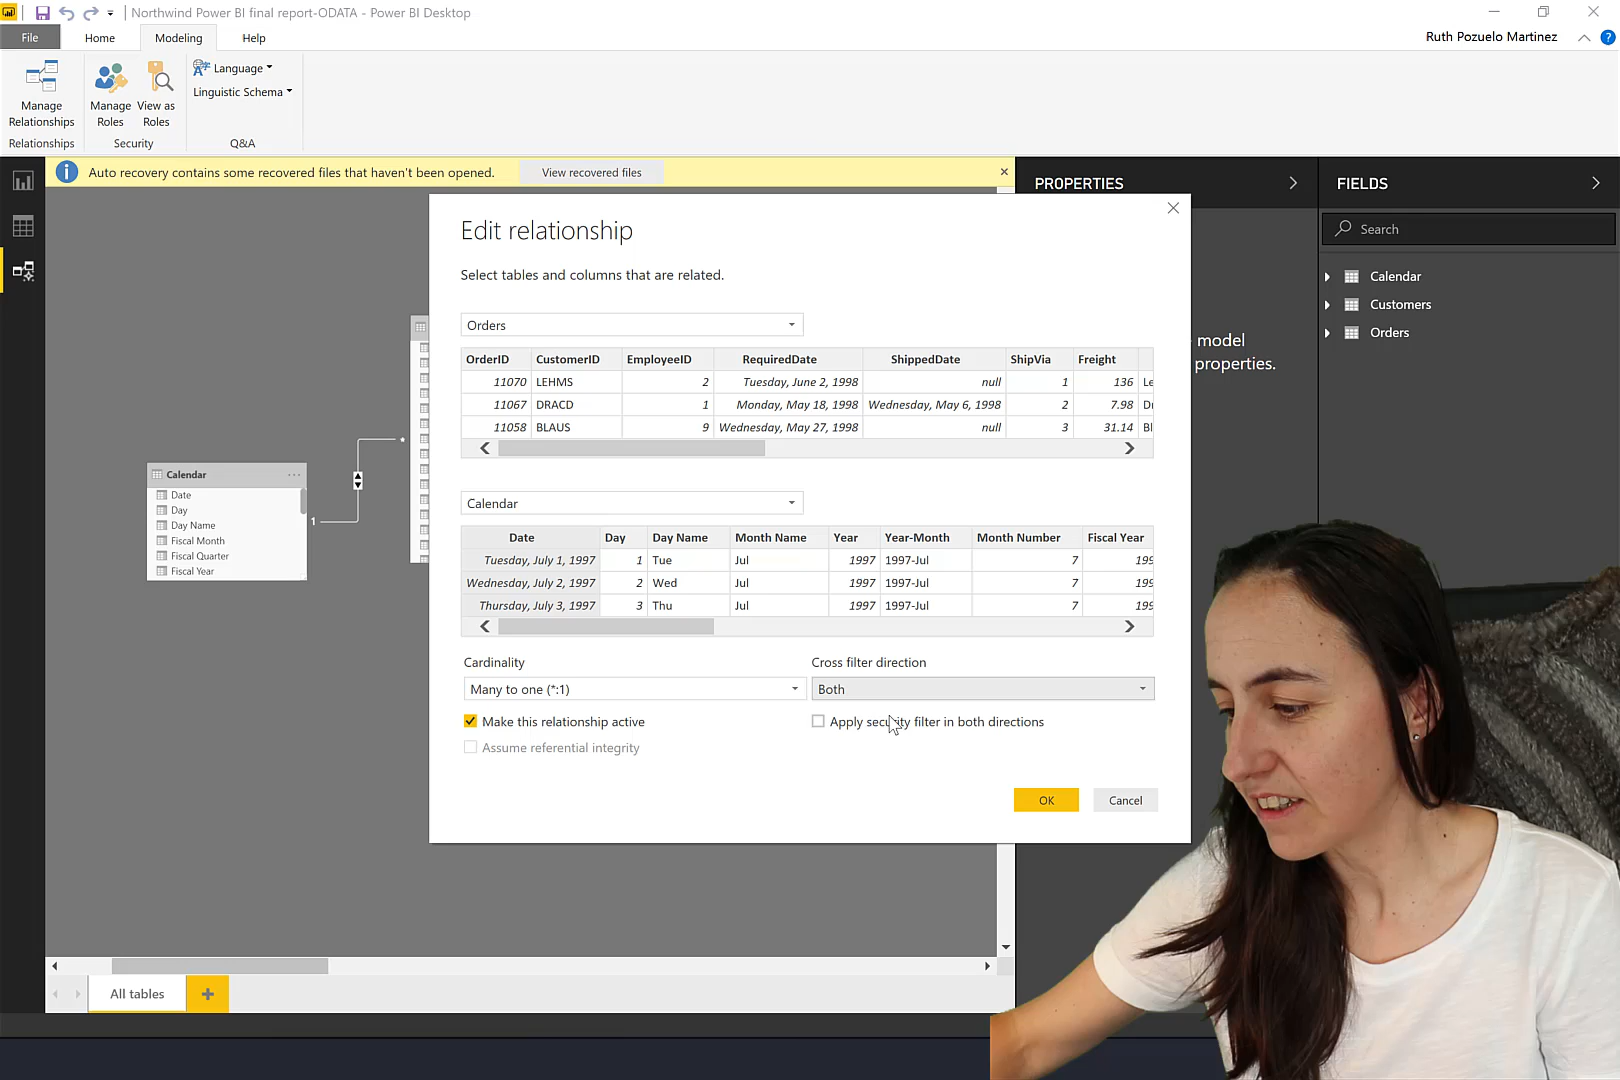 Northwind Power BI final report-ODATA - Power BI Desktop
File Home Modeling Help
Ruth Pozuelo Martinez
Language
Linguistic Schema
Manage Relationships
Manage Roles
View as Roles
Relationships Security Q&A
Auto recovery contains some recovered files that haven't been opened. View recovered files
PROPERTIES
FIELDS
Search
Calendar
Customers
Orders
model
properties.
Edit relationship
Select tables and columns that are related.
Orders
OrderID CustomerID EmployeeID RequiredDate ShippedDate ShipVia Freight
11070 LEHMS 2 Tuesday, June 2, 1998 null 1 136 Le
11067 DRACD 1 Monday, May 18, 1998 Wednesday, May 6, 1998 2 7.98
11058 BLAUS 9 Wednesday, May 27, 1998 null 3 31.14 Bl
Calendar
Date Day Day Name Month Name Year Year-Month Month Number Fiscal Year
Tuesday, July 1, 1997 1 Tue Jul 1997 1997-Jul 7 199
Wednesday, July 2, 1997 2 Wed Jul 1997 1997-Jul 7 199
Thursday, July 3, 1997 3 Thu Jul 1997 1997-Jul 7 199
Cardinality
Many to one (*:1)
Make this relationship active
Assume referential integrity
Cross filter direction
Both
Apply security filter in both directions
OK Cancel
Calendar
Date
Day
Day Name
Fiscal Month
Fiscal Quarter
Fiscal Year
1
*
All tables